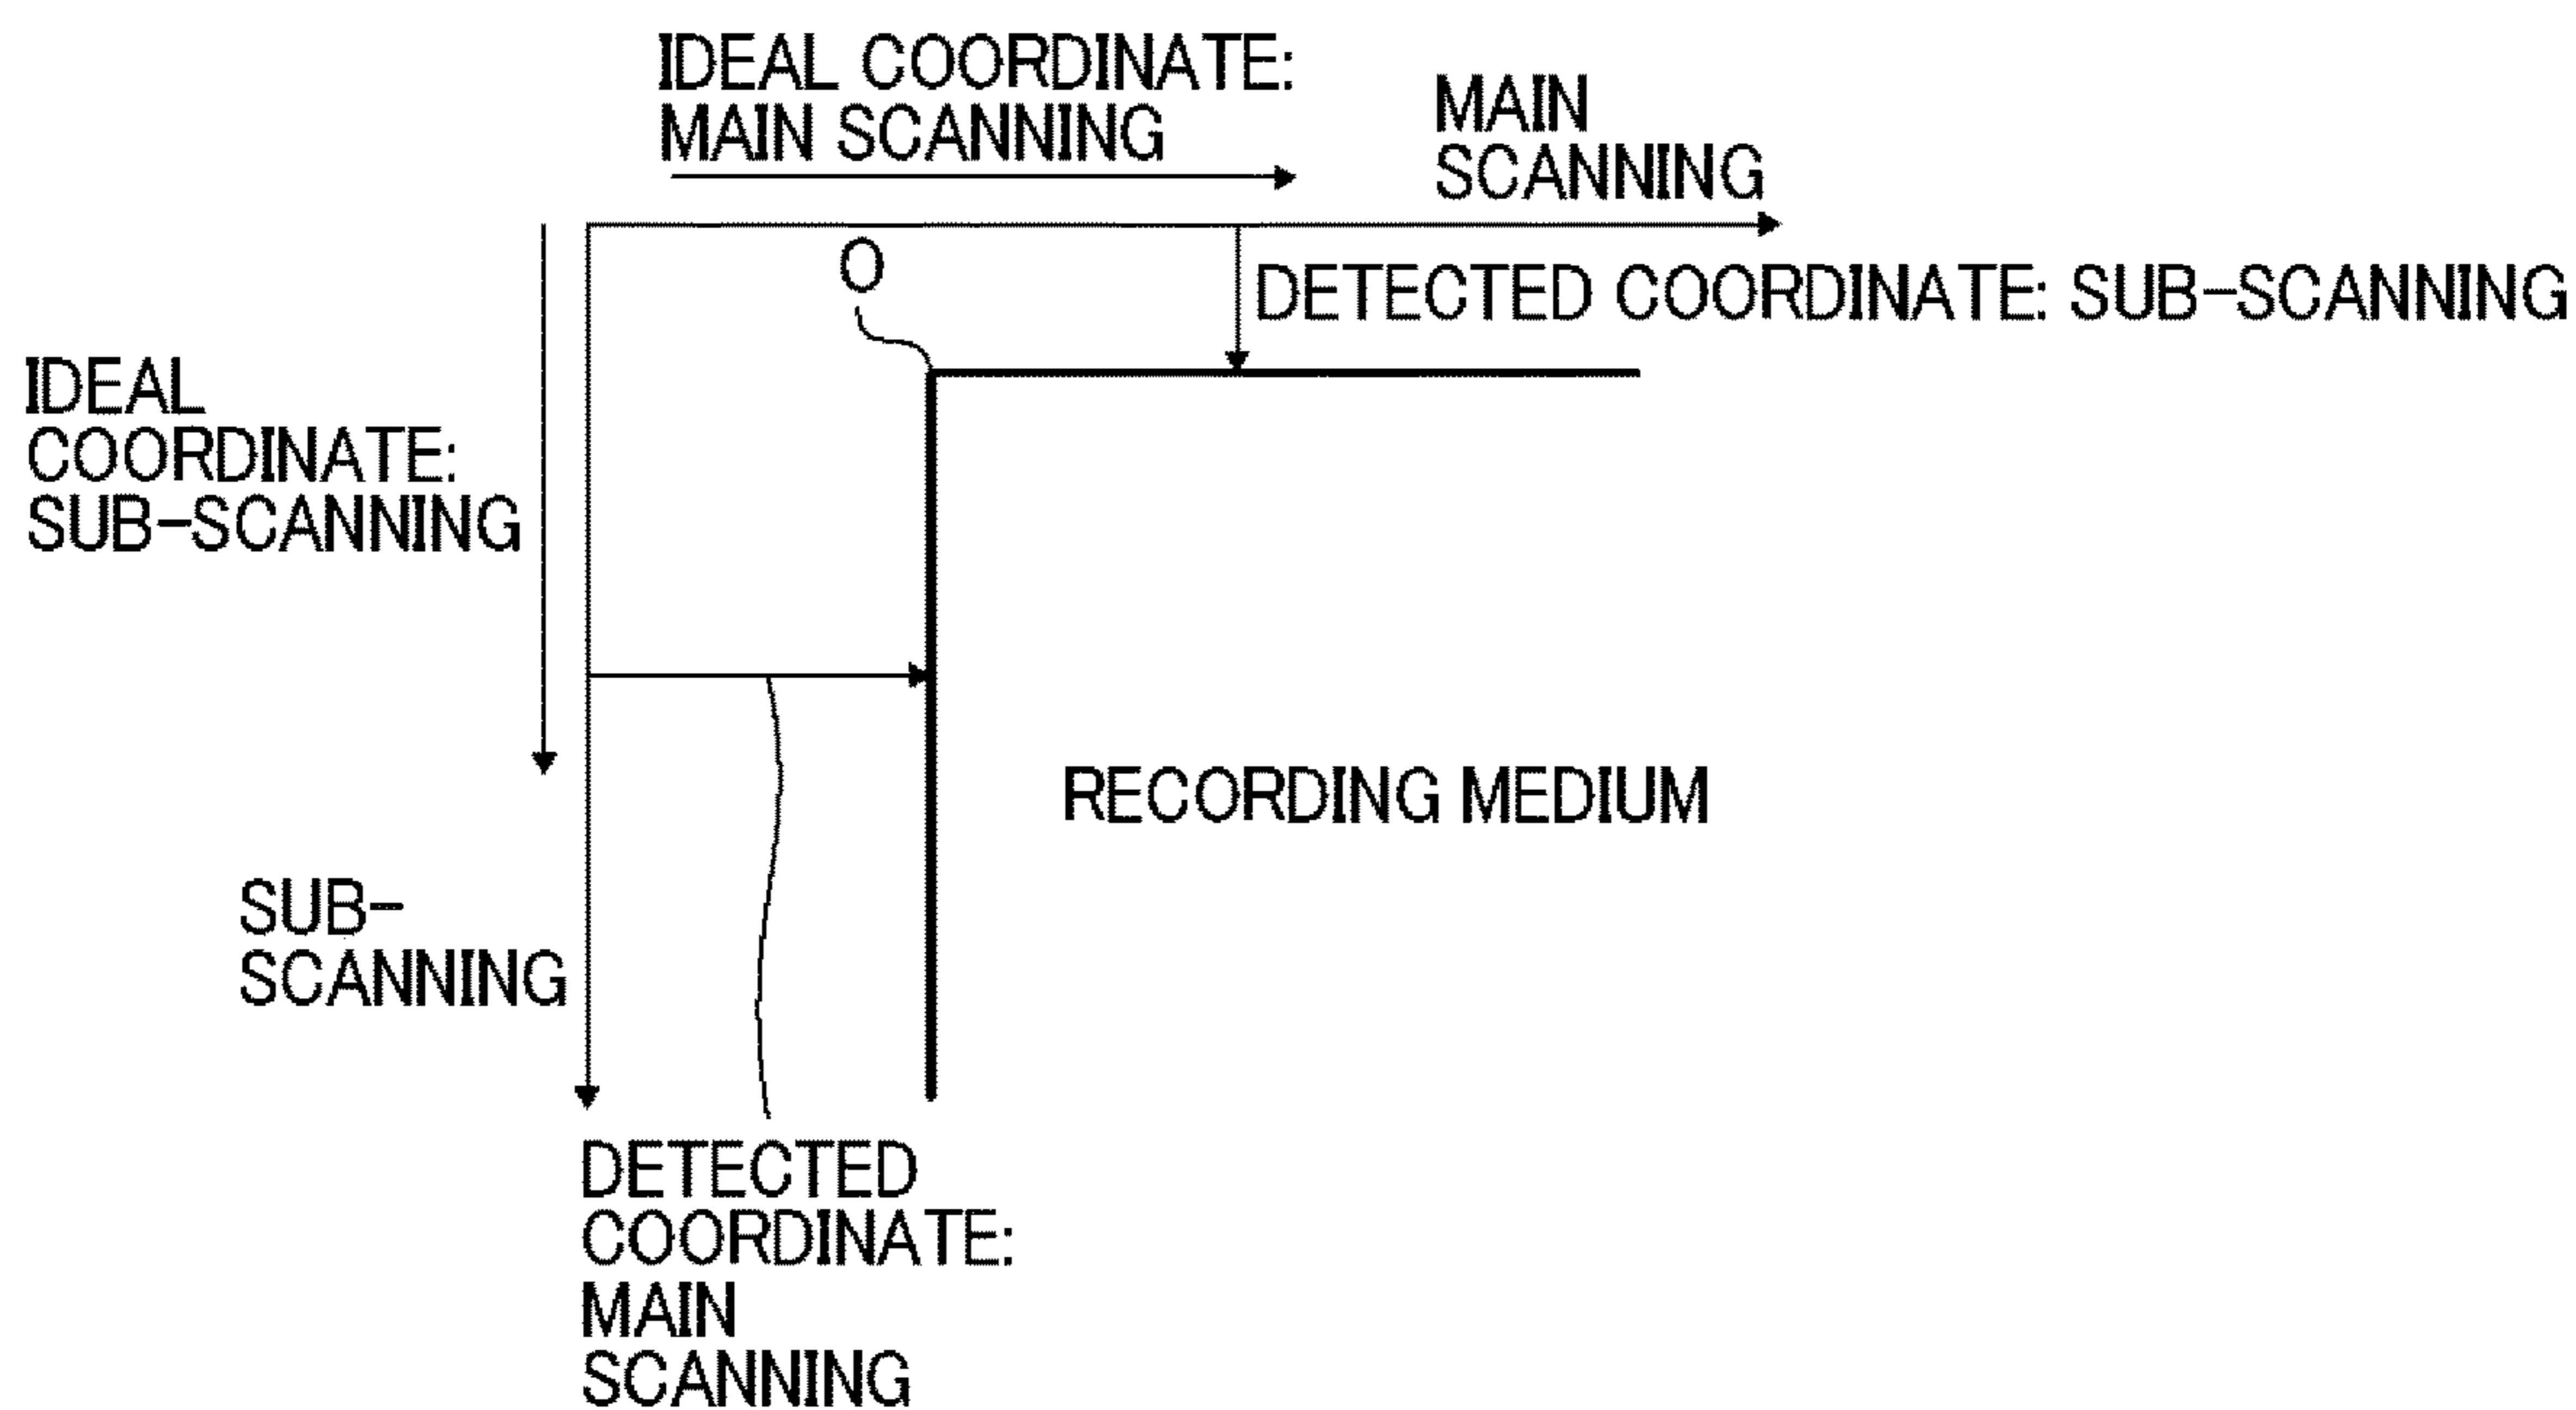 IDEAL COORDINATE:
MAIN SCANNING
MAIN
SCANNING
O
DETECTED COORDINATE: SUB-SCANNING
IDEAL
COORDINATE:
SUB-SCANNING
RECORDING MEDIUM
SUB-
SCANNING
DETECTED
COORDINATE:
MAIN
SCANNING